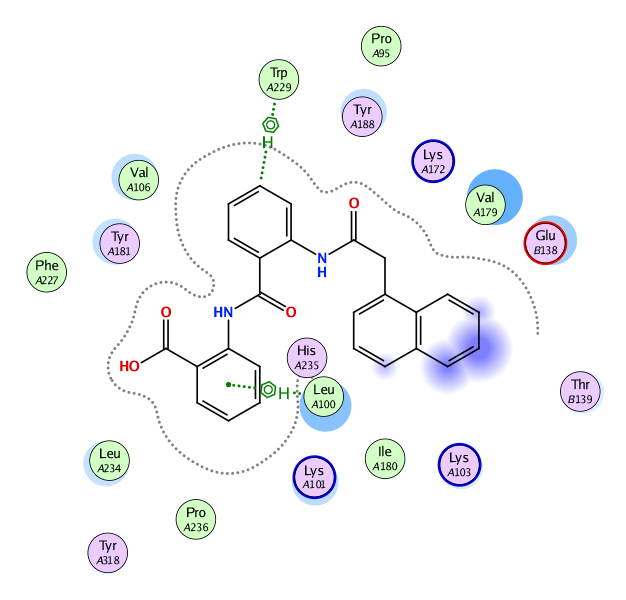 Pro
A95
Trp
A229
Tyr
A188
H
Lys
A172
Val
A106
Val
A179
O
Tyr
A181
Glu
B138
Phe
A227
N
H
HN
O
O
His
A235
HO
Thr
B139
H
Leu
A100
Leu
A234
Ile
A180
Lys
A101
Lys
A103
Pro
A236
Tyr
A318